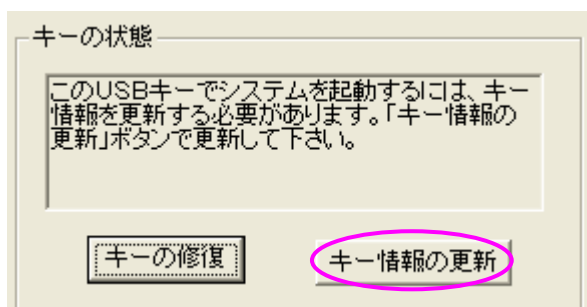 キーの状態
このUSBキーでシステムを起動するには、キー
情報を更新する必要があります。「キー情報の
更新」ボタンで更新して下さい。
キーの修復 キー情報の更新